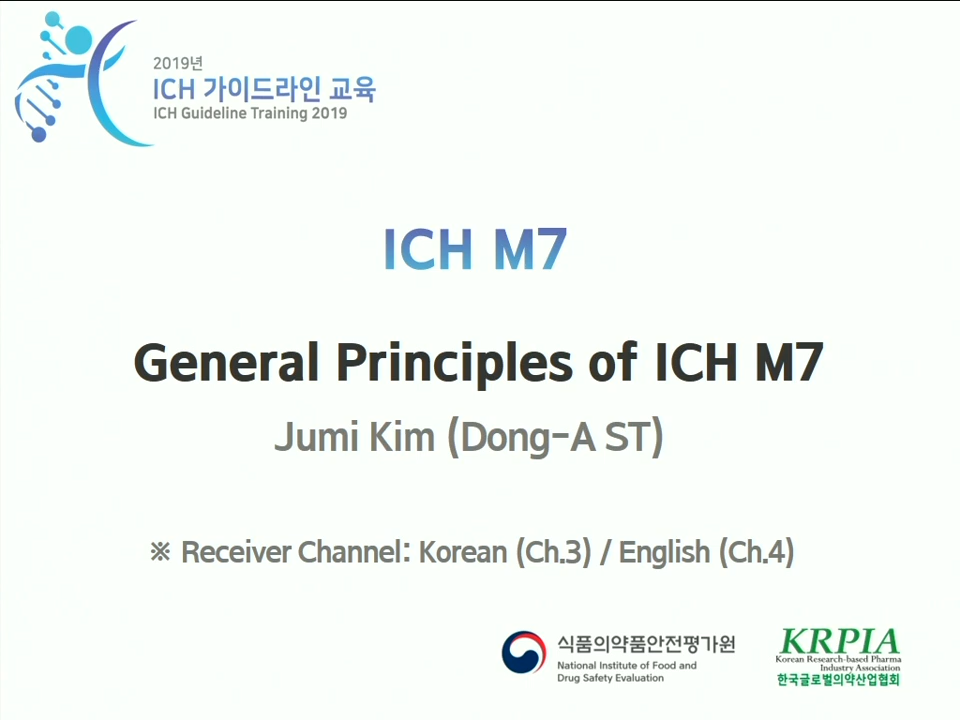 2019년
ICH 가이드라인 교육
ICH Guideline Training 2019
ICH M7
General Principles of ICH M7
Jumi Kim (Dong-A ST)
※ Receiver Channel: Korean (Ch.3) / English (Ch.4)
식품의약품안전평가원
National Institute of Food and
Drug Safety Evaluation
KRPIA
Korean Research-based Pharma
Industry Association
한국글로벌의약산업협회